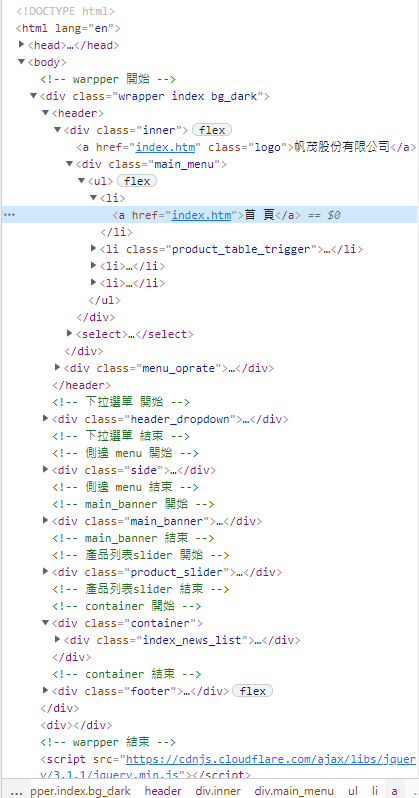 <!DOCTYPE html>
<html lang="en">
<head>…</head>
<body>
<!-- warpper 開始 -->
<div class="wrapper index bg_dark">
<header>
<div class="inner"> flex
<a href="index.htm" class="logo">帆茂股份有限公司</a>
<div class="main_menu">
<ul> flex
<li>
… <a href="index.htm">首 頁</a> == $0
</li>
<li class="product_table_trigger">…</li>
<li>…</li>
<li>…</li>
</ul>
</div>
<select>…</select>
</div>
<div class="menu_oprate">…</div>
</header>
<!-- 下拉選單 開始 -->
<div class="header_dropdown">…</div>
<!-- 下拉選單 結束 -->
<!-- 側邊 menu 開始 -->
<div class="side">…</div>
<!-- 側邊 menu 結束 -->
<!-- main_banner 開始 -->
<div class="main_banner">…</div>
<!-- main_banner 結束 -->
<!-- 產品列表slider 開始 -->
<div class="product_slider">…</div>
<!-- 產品列表slider 結束 -->
<!-- container 開始 -->
<div class="container">
<div class="index_news_list">…</div>
</div>
<!-- container 結束 -->
<div class="footer">…</div> flex
</div>
<div></div>
<!-- warpper 結束 -->
<script src="https://cdnjs.cloudflare.com/ajax/libs/jquer
y/3.1.1/jquery.min.js"></script>
… pper.index.bg_dark header div.inner div.main_menu ul li a